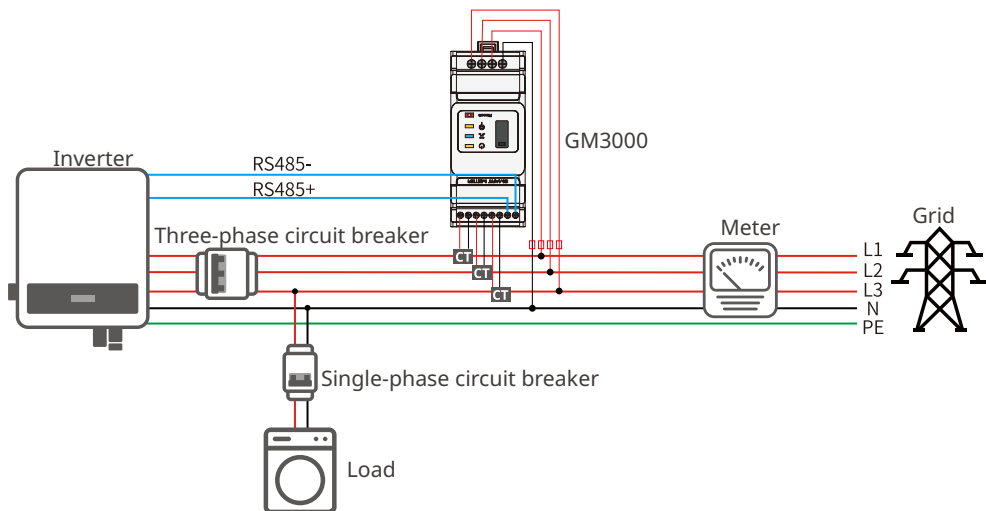 GM3000
Inverter
RS485-
RS485+
Three-phase circuit breaker
Meter
Grid
CT
CT
CT
L1
L2
L3
N
PE
Single-phase circuit breaker
Load